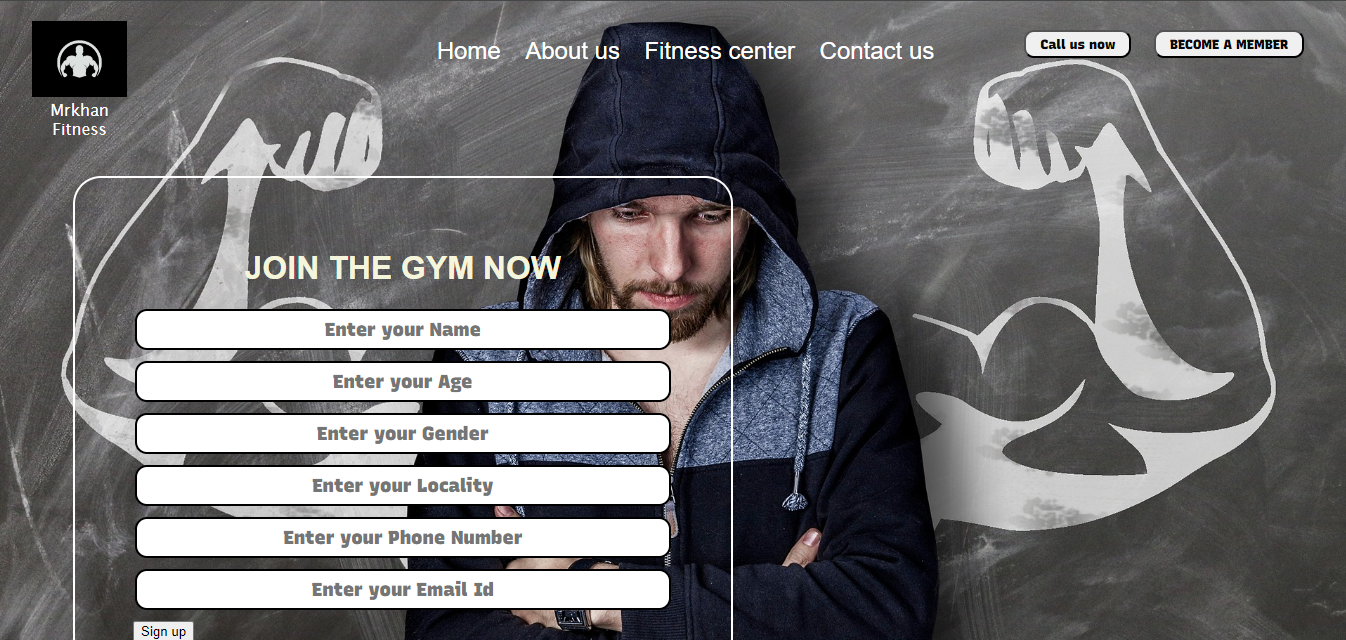 Mrkhan
Fitness
Home About us Fitness center Contact us
Call us now BECOME A MEMBER
JOIN THE GYM NOW
Enter your Name
Enter your Age
Enter your Gender
Enter your Locality
Enter your Phone Number
Enter your Email Id
Sign up